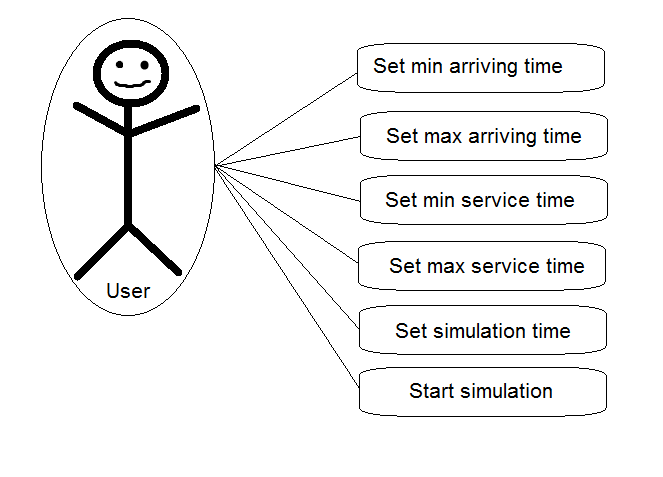 Set min arriving time
Set max arriving time
Set min service time
Set max service time
User
Set simulation time
Start simulation